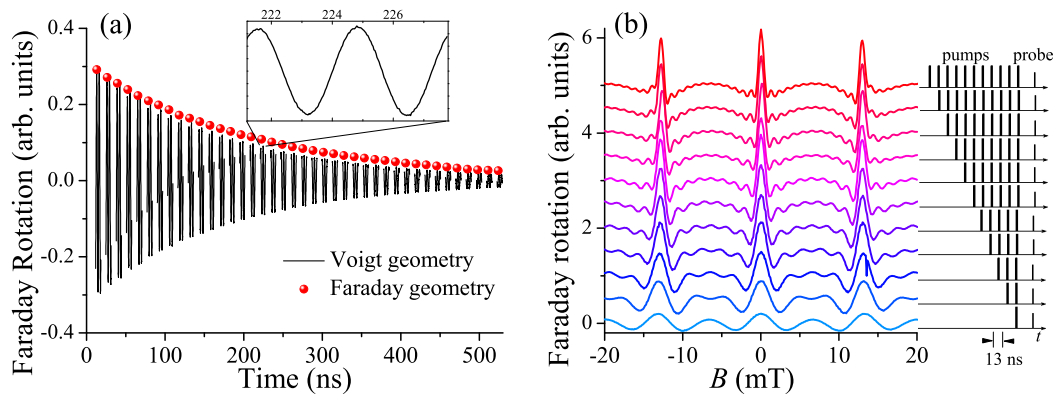 (a)
222 224 226
0.4
0.2
0.0
-0.2
-0.4
Faraday Rotation (arb. units)
Voigt geometry
Faraday geometry
0 100 200 300 400 500
Time (ns)
(b)
6
4
2
0
Faraday rotation (arb. units)
-20 -10 0 10 20
B (mT)
pumps probe
t
13 ns